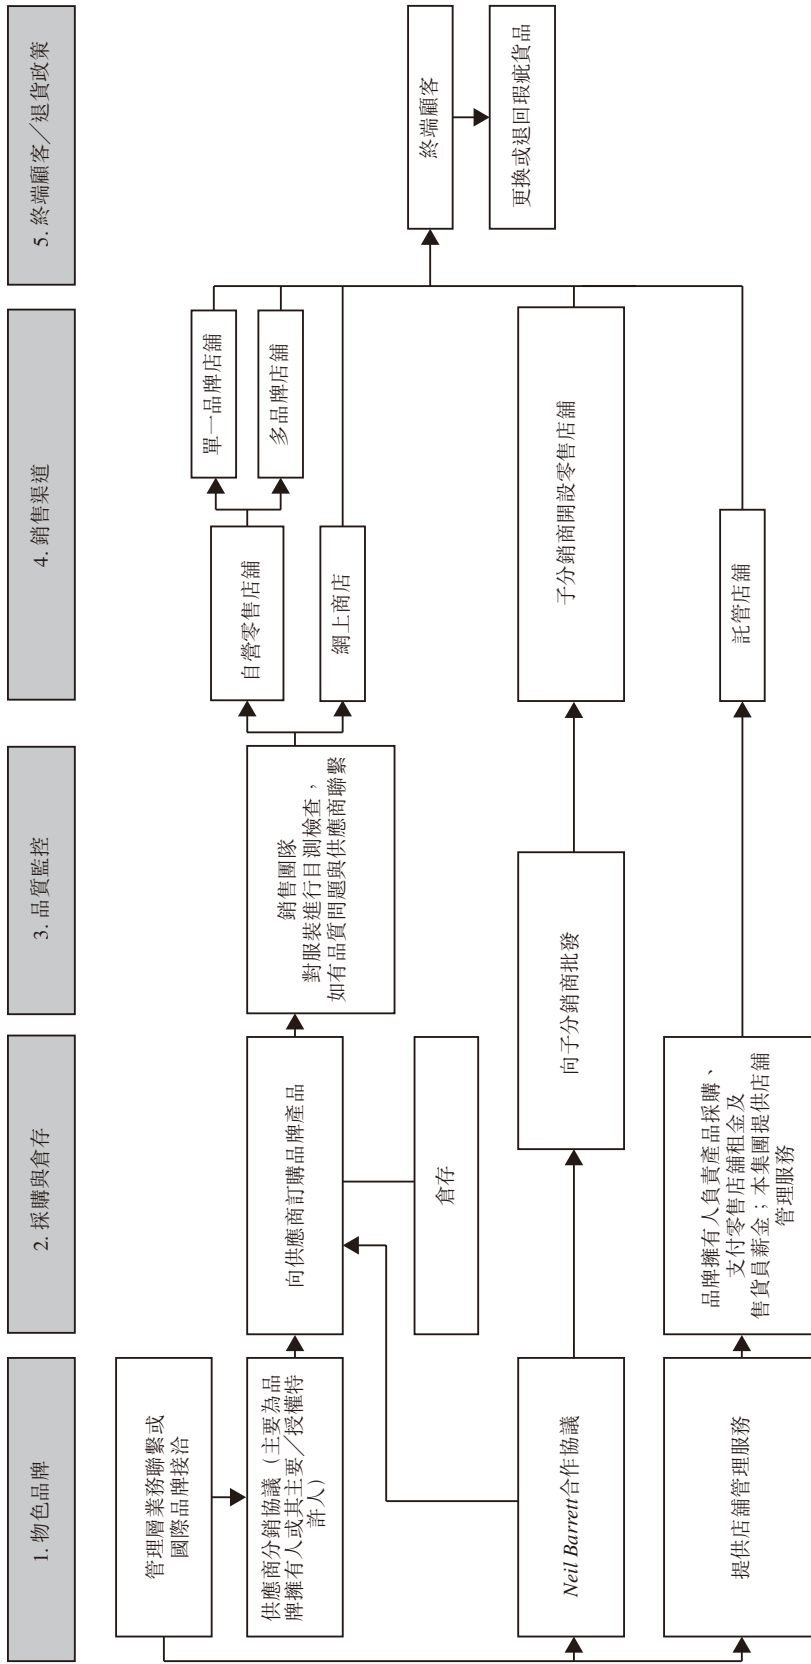 1. 物色品牌
2. 採購與倉存
3. 品質監控
4. 銷售渠道
5. 終端顧客／退貨政策
管理層業務聯繫或
國際品牌接洽
供應商分銷協議（主要為品
牌擁有人或其主要／授權特
許人）
Neil Barrett合作協議
提供店舖管理服務
向供應商訂購品牌產品
倉存
品牌擁有人負責產品採購、
支付零售店舖租金及
售貨員薪金；本集團提供店舖
管理服務
銷售團隊
對服裝進行目測檢查，
如有品質問題與供應商聯繫
向子分銷商批發
自營零售店舖
網上商店
單一品牌店舖
多品牌店舖
子分銷商開設零售店舖
託管店舖
終端顧客
更換或退回瑕疵貨品